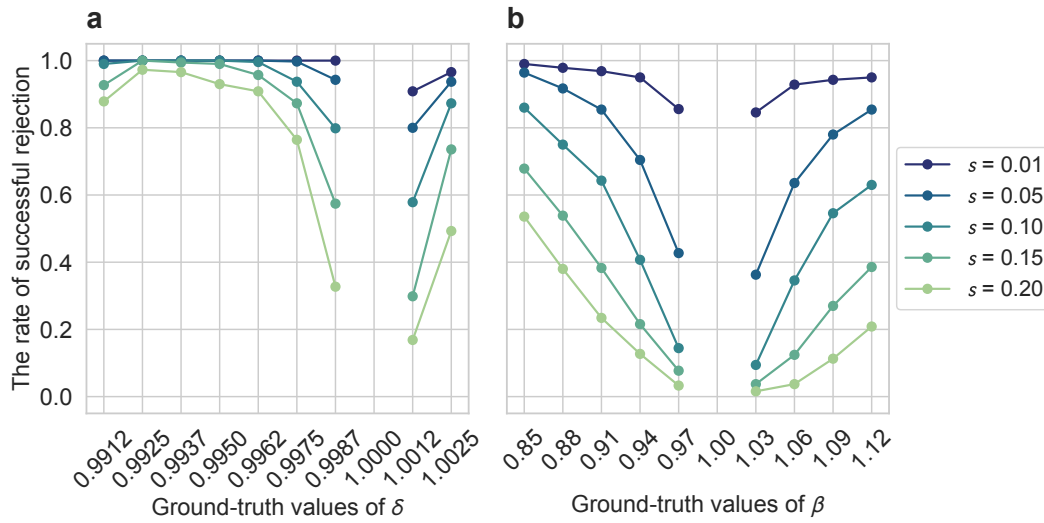 a
b
The rate of successful rejection
1.0
0.8
0.6
0.4
0.2
0.0
0.9912
0.9925
0.9937
0.9950
0.9962
0.9975
0.9987
1.0000
1.0012
1.0025
Ground-truth values of δ
0.85
0.88
0.91
0.94
0.97
1.00
1.03
1.06
1.09
1.12
Ground-truth values of β
s = 0.01
s = 0.05
s = 0.10
s = 0.15
s = 0.20